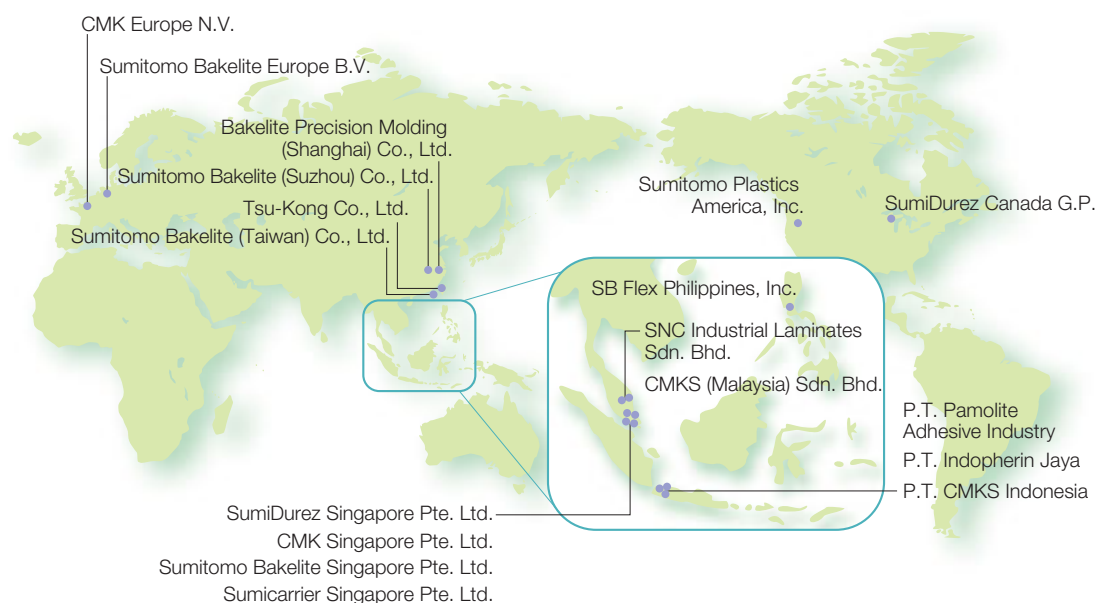 CMK Europe N.V.
Sumitomo Bakelite Europe B.V.
Bakelite Precision Molding
(Shanghai) Co., Ltd.
Sumitomo Bakelite (Suzhou) Co., Ltd.
Tsu-Kong Co., Ltd.
Sumitomo Bakelite (Taiwan) Co., Ltd.
Sumitomo Plastics
America, Inc.
SumiDurez Canada G.P.
SB Flex Philippines, Inc.
SNC Industrial Laminates
Sdn. Bhd.
CMKS (Malaysia) Sdn. Bhd.
P.T. Pamolite
Adhesive Industry
P.T. Indopherin Jaya
P.T. CMKS Indonesia
SumiDurez Singapore Pte. Ltd.
CMK Singapore Pte. Ltd.
Sumitomo Bakelite Singapore Pte. Ltd.
Sumicarrier Singapore Pte. Ltd.